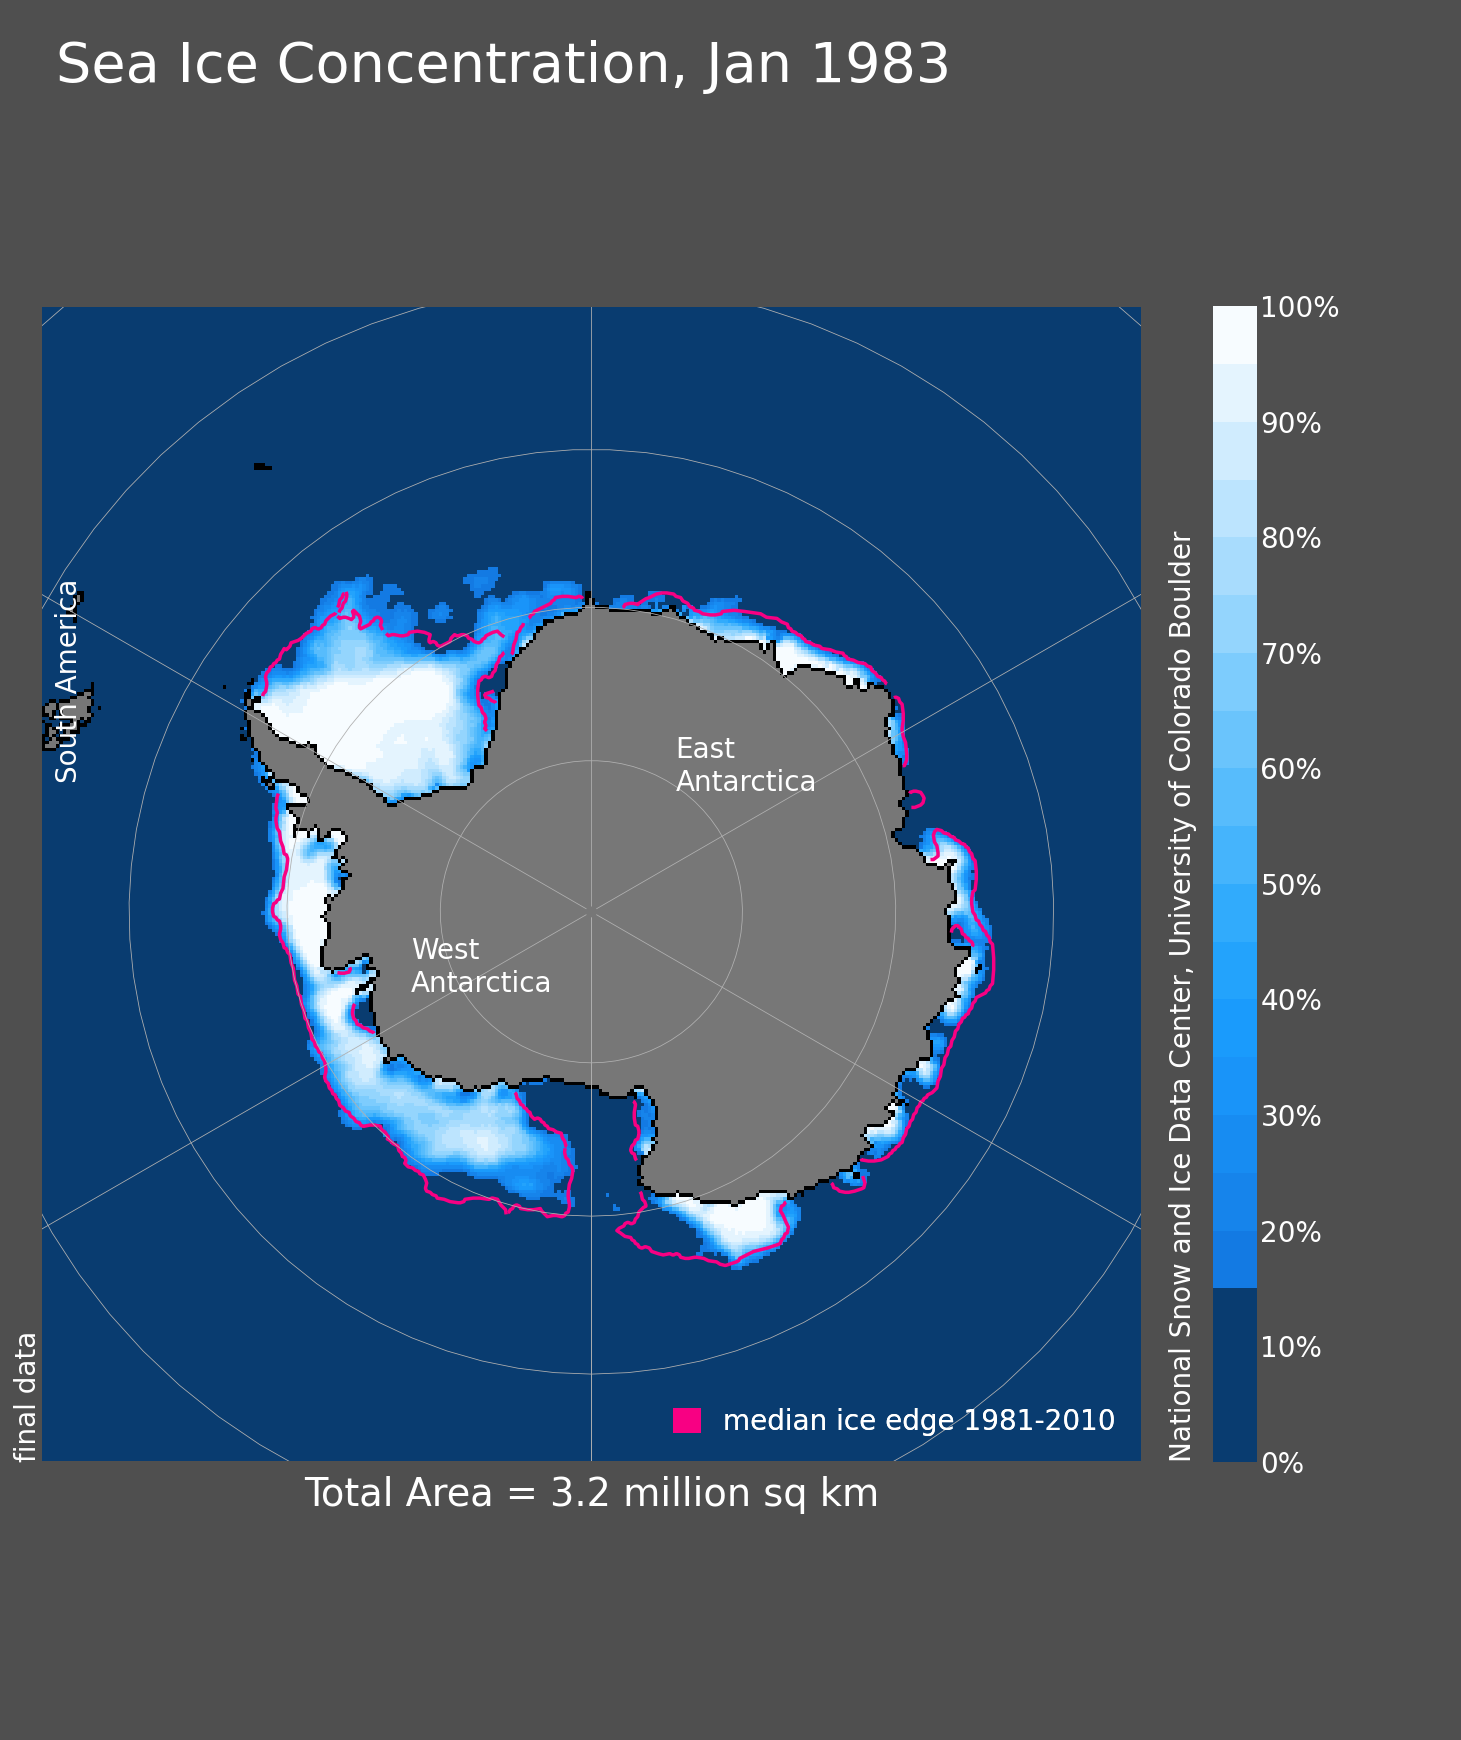 Sea Ice Concentration, Jan 1983
South America
East
Antarctica
West
Antarctica
median ice edge 1981-2010
final data
Total Area = 3.2 million sq km
National Snow and Ice Data Center, University of Colorado Boulder
100%
90%
80%
70%
60%
50%
40%
30%
20%
10%
0%